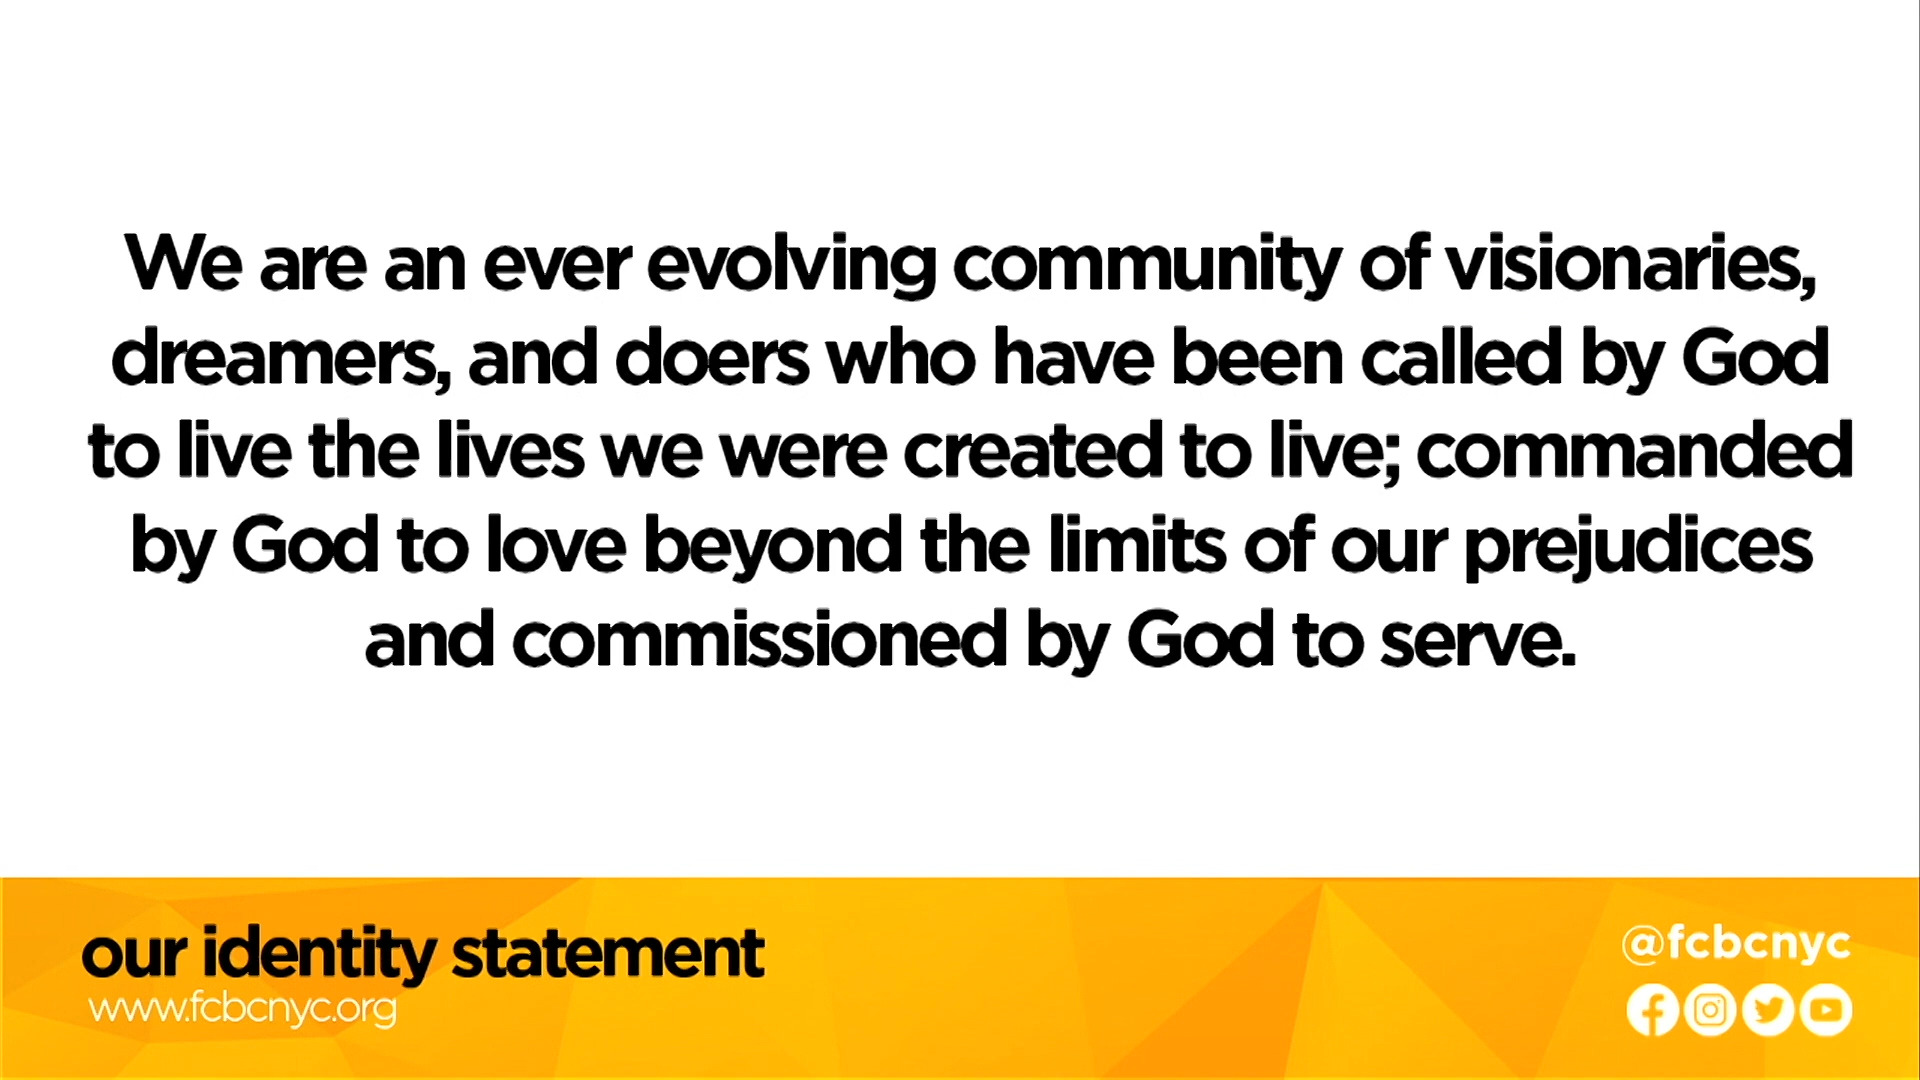 We are an ever evolving community of visionaries,
dreamers, and doers who have been called by God
to live the lives we were created to live; commanded
by God to love beyond the limits of our prejudices
and commissioned by God to serve.
our identity statement
www.fcbcnyc.org
@fcbcnyc